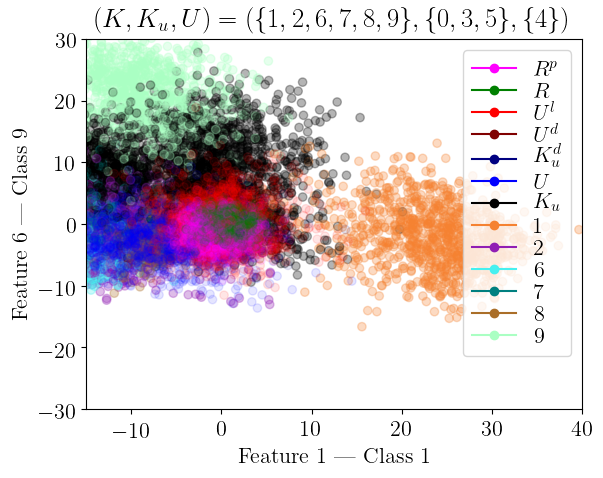 (K, K_u, U) = ({1, 2, 6, 7, 8, 9}, {0, 3, 5}, {4})
30
20
10
0
−10
−20
−30
Feature 6 — Class 9
R^p
R
U^l
U^d
K_u^d
U
K_u
1
2
6
7
8
9
−10
0
10
20
30
40
Feature 1 — Class 1